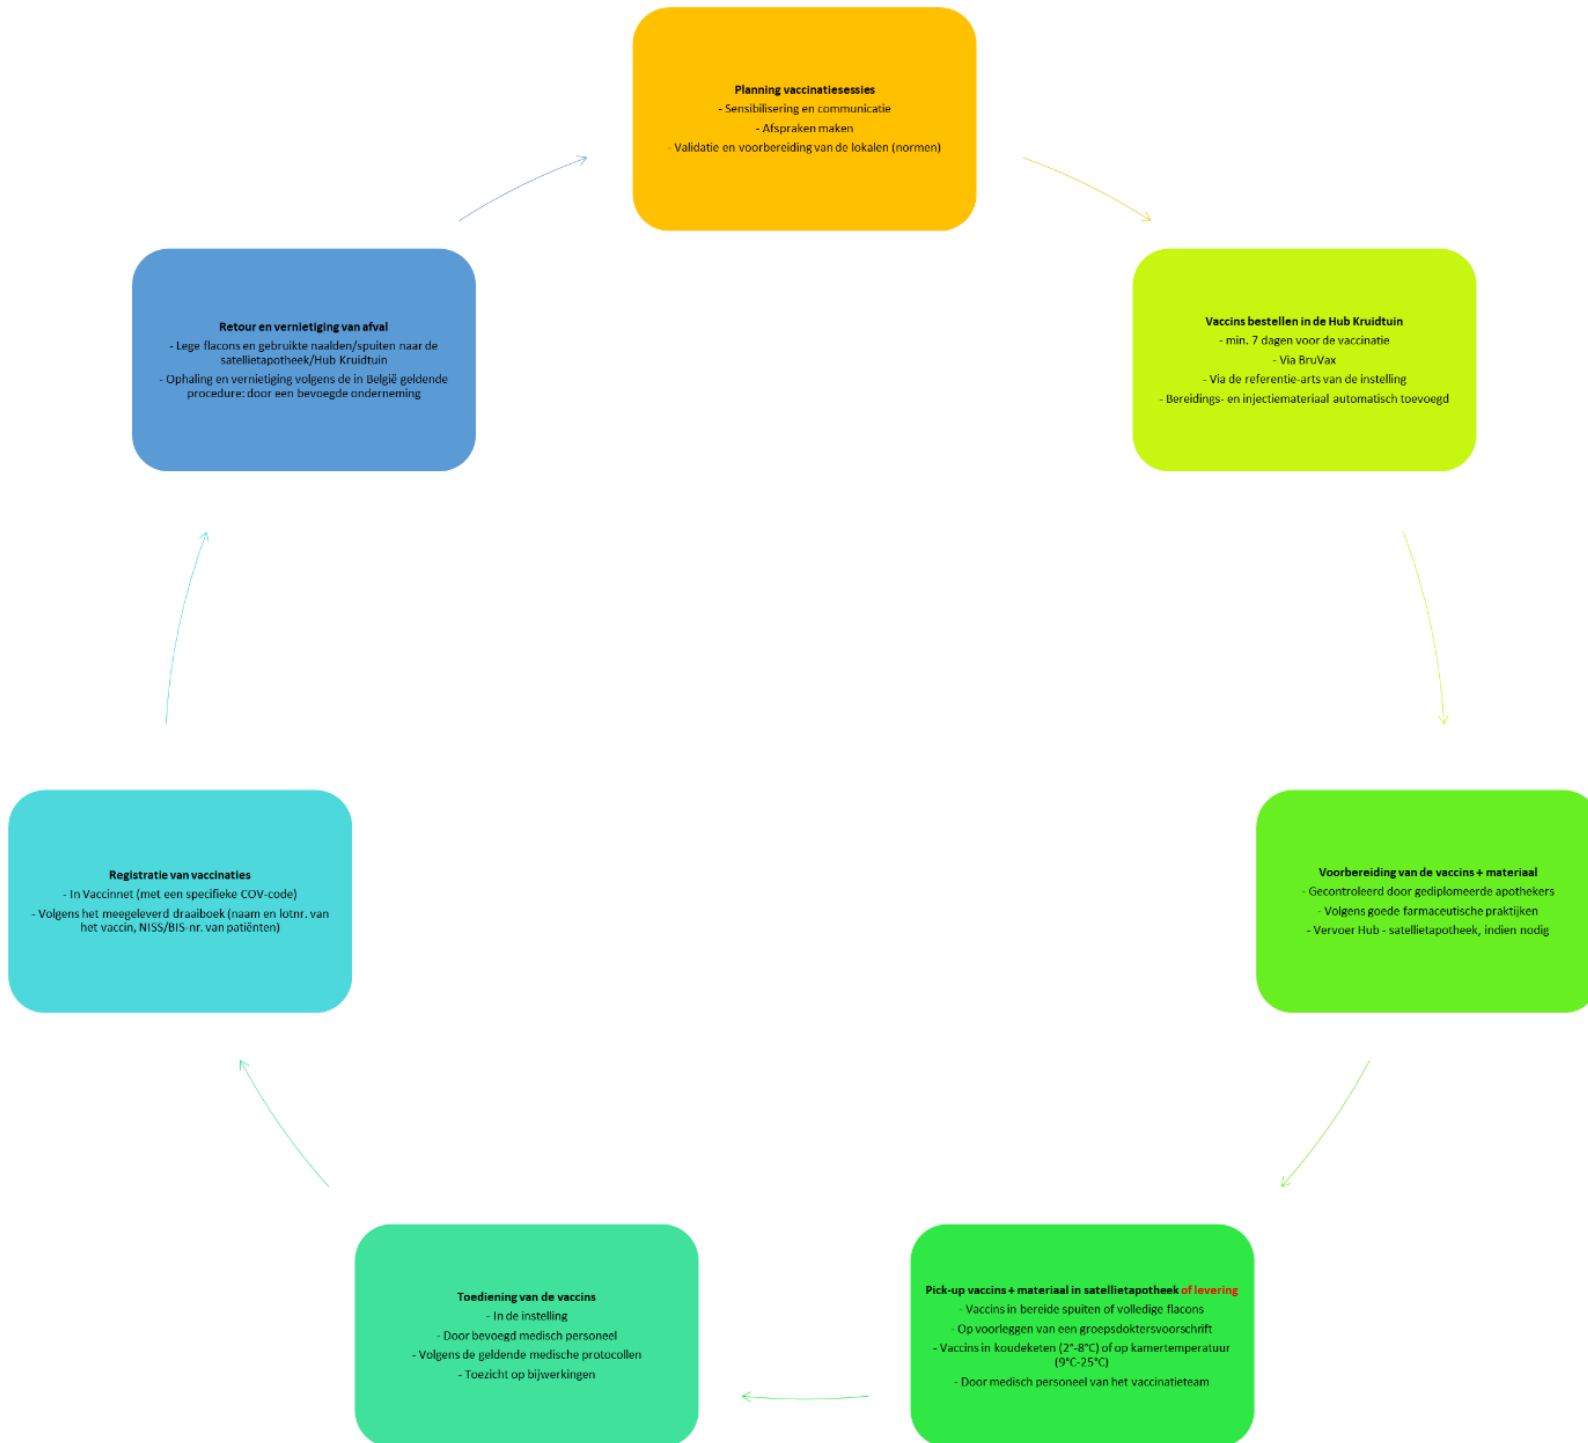 Planning vaccinatiesessies
- Sensibilisering en communicatie
- Afspraken maken
- Validatie en voorbereiding van de lokalen (normen)
Vaccins bestellen in de Hub Kruidtuin
- min. 7 dagen voor de vaccinatie
- Via BruVax
- Via de referentie-arts van de instelling
- Bereidings- en injectiemateriaal automatisch toevoegd
Voorbereiding van de vaccins + materiaal
- Gecontroleerd door gediplomeerde apothekers
- Volgens goede farmaceutische praktijken
- Vervoer Hub - satellietapotheek, indien nodig
Pick-up vaccins + materiaal in satellietapotheek of levering
- Vaccins in bereide spuiten of volledige flacons
- Op voorleggen van een groepsdoktersvoorschrift
- Vaccins in koudeketen (2°-8°C) of op kamertemperatuur
(9°C-25°C)
- Door medisch personeel van het vaccinatieteam
Toediening van de vaccins
- In de instelling
- Door bevoegd medisch personeel
- Volgens de geldende medische protocollen
- Toezicht op bijwerkingen
Registratie van vaccinaties
- In Vaccinnet (met een specifieke COV-code)
- Volgens het meegeleverd draaiboek (naam en lotnr. van
het vaccin, NISS/BIS-nr. van patiënten)
Retour en vernietiging van afval
- Lege flacons en gebruikte naalden/spuiten naar de
satellietapotheek/Hub Kruidtuin
- Ophaling en vernietiging volgens de in België geldende
procedure: door een bevoegde onderneming